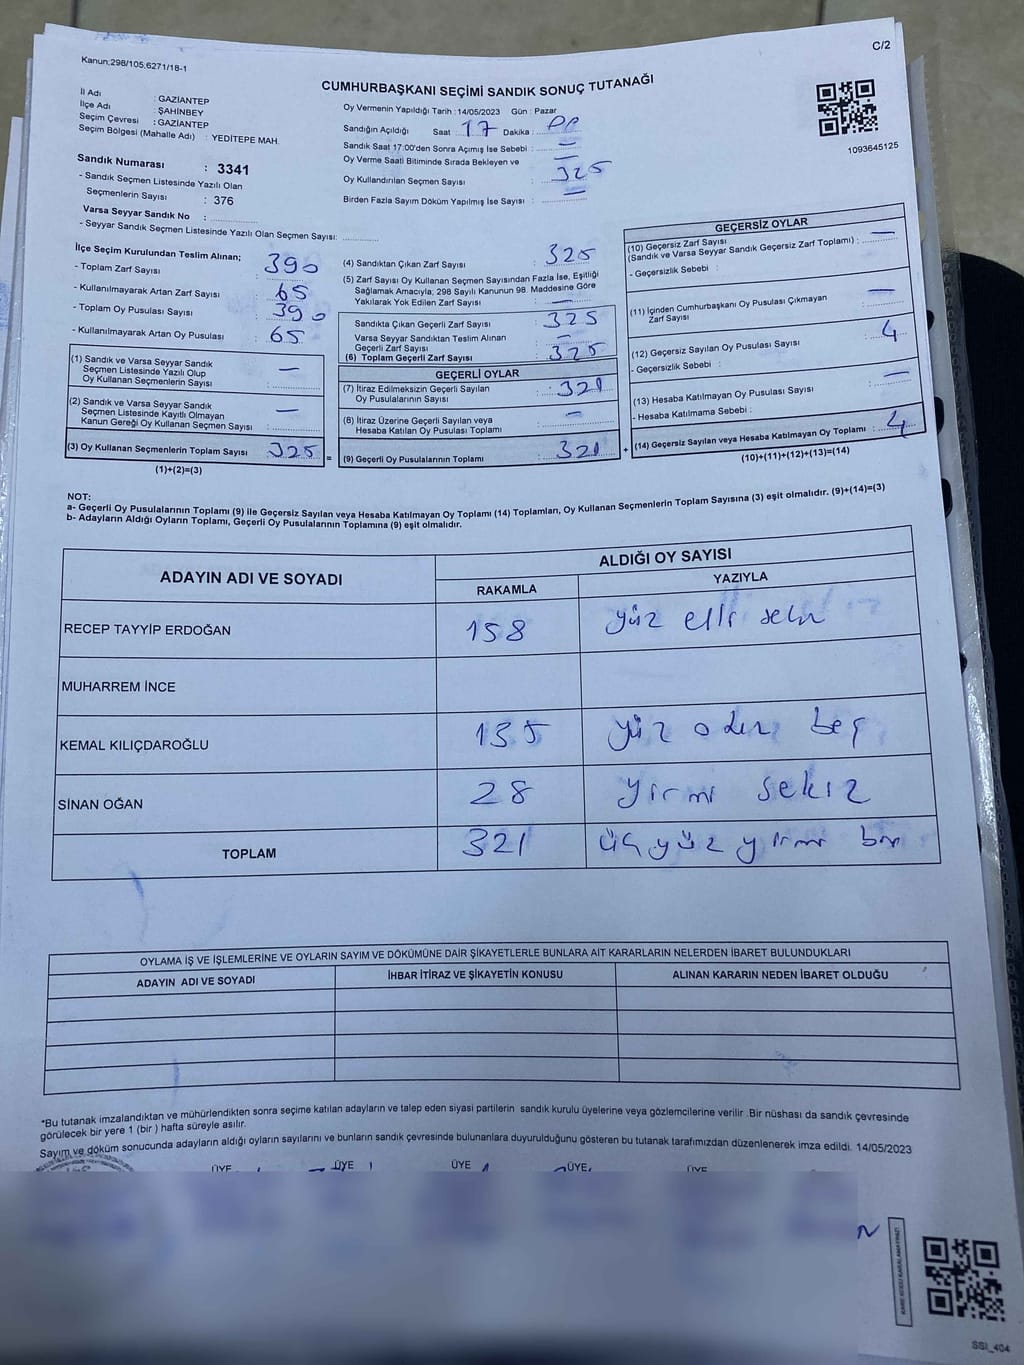 C/2
Kanun;298/105,6271/18-1
CUMHURBAŞKANI SEÇİMİ SANDIK SONUÇ TUTANAĞI
İl Adı : GAZİANTEP
İlçe Adı : ŞAHİNBEY
Seçim Çevresi : GAZİANTEP
Seçim Bölgesi (Mahalle Adı) : YEDİTEPE MAH.
Sandık Numarası : 3341
- Sandık Seçmen Listesinde Yazılı Olan
Seçmenlerin Sayısı : 376
Varsa Seyyar Sandık No :
- Seyyar Sandık Seçmen Listesinde Yazılı Olan Seçmen Sayısı:
Oy Vermenin Yapıldığı Tarih :14/05/2023 Gün : Pazar
Sandığın Açıldığı Saat : 17 Dakika :
Sandık Saat 17:00'den Sonra Açımış İse Sebebi : —
Oy Verme Saati Bitiminde Sırada Bekleyen ve
Oy Kullandırılan Seçmen Sayısı : 325
Birden Fazla Sayım Döküm Yapılmış İse Sayısı : —
1093645125
İlçe Seçim Kurulundan Teslim Alınan;
- Toplam Zarf Sayısı : 390
- Kullanılmayarak Artan Zarf Sayısı : 65
- Toplam Oy Pusulası Sayısı : 390
- Kullanılmayarak Artan Oy Pusulası : 65
(1) Sandık ve Varsa Seyyar Sandık
Seçmen Listesinde Yazılı Olup
Oy Kullanan Seçmenlerin Sayısı : —
(2) Sandık ve Varsa Seyyar Sandık
Seçmen Listesinde Kayıtlı Olmayan
Kanun Gereği Oy Kullanan Seçmen Sayısı : —
(3) Oy Kullanan Seçmenlerin Toplam Sayısı : 325
(1)+(2)=(3)
(4) Sandıktan Çıkan Zarf Sayısı : 325
(5) Zarf Sayısı Oy Kullanan Seçmen Sayısından Fazla İse, Eşitliği
Sağlamak Amacıyla; 298 Sayılı Kanunun 98. Maddesine Göre
Yakılarak Yok Edilen Zarf Sayısı : —
Sandıkta Çıkan Geçerli Zarf Sayısı : 325
Varsa Seyyar Sandıktan Teslim Alınan
Geçerli Zarf Sayısı : —
(6) Toplam Geçerli Zarf Sayısı : 325
GEÇERLİ OYLAR
(7) İtiraz Edilmeksizin Geçerli Sayılan
Oy Pusulalarının Sayısı : 321
(8) İtiraz Üzerine Geçerli Sayılan veya
Hesaba Katılan Oy Pusulası Toplamı : —
(9) Geçerli Oy Pusulalarının Toplamı : 321
GEÇERSİZ OYLAR
(10) Geçersiz Zarf Sayısı
(Sandık ve Varsa Seyyar Sandık Geçersiz Zarf Toplamı) : —
- Geçersizlik Sebebi :
(11) İçinden Cumhurbaşkanı Oy Pusulası Çıkmayan
Zarf Sayısı : —
(12) Geçersiz Sayılan Oy Pusulası Sayısı : 4
- Geçersizlik Sebebi :
(13) Hesaba Katılmayan Oy Pusulası Sayısı : —
- Hesaba Katılmama Sebebi :
(14) Geçersiz Sayılan veya Hesaba Katılmayan Oy Toplamı : 4
(10)+(11)+(12)+(13)=(14)
NOT:
a- Geçerli Oy Pusulalarının Toplamı (9) ile Geçersiz Sayılan veya Hesaba Katılmayan Oy Toplamı (14) Toplamları, Oy Kullanan Seçmenlerin Toplam Sayısına (3) eşit olmalıdır. (9)+(14)=(3)
b- Adayların Aldığı Oyların Toplamı, Geçerli Oy Pusulalarının Toplamına (9) eşit olmalıdır.
ADAYIN ADI VE SOYADI ALDIĞI OY SAYISI
RAKAMLA YAZIYLA
RECEP TAYYİP ERDOĞAN 158 yüz elli
MUHARREM İNCE
KEMAL KILIÇDAROĞLU 135 yüz otuz beş
SİNAN OĞAN 28 yirmi sekiz
TOPLAM 321 üçyüz yirmi bir
OYLAMA İŞ VE İŞLEMLERİNE VE OYLARIN SAYIM VE DÖKÜMÜNE DAİR ŞİKAYETLERLE BUNLARA AİT KARARLARIN NELERDEN İBARET BULUNDUKLARI
ADAYIN ADI VE SOYADI İHBAR İTİRAZ VE ŞİKAYETİN KONUSU ALINAN KARARIN NEDEN İBARET OLDUĞU
*Bu tutanak imzalandıktan ve mühürlendikten sonra seçime katılan adayların ve talep eden siyasi partilerin sandık kurulu üyelerine veya gözlemcilerine verilir .Bir nüshası da sandık çevresinde
görülecek bir yere 1 (bir ) hafta süreyle asılır.
Sayım ve döküm sonucunda adayların aldığı oyların sayılarını ve bunların sandık çevresinde bulunanlara duyurulduğunu gösteren bu tutanak tarafımızdan düzenlenerek imza edildi. 14/05/2023
ÜYE ÜYE ÜYE ÜYE ÜYE
SSI_404